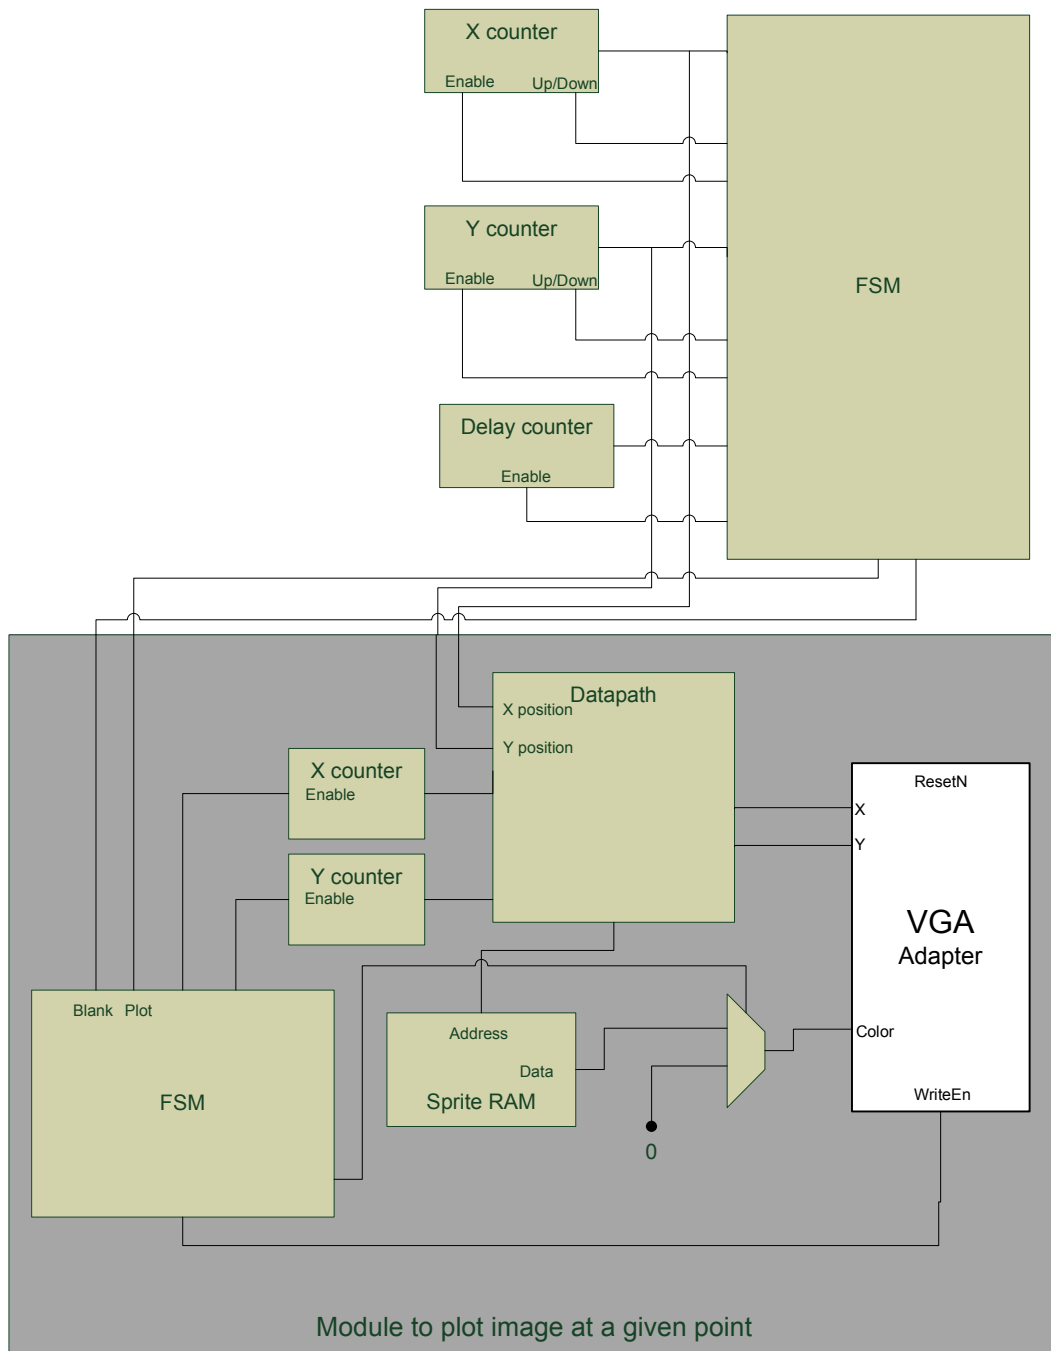 X counter
Enable
Up/Down
Y counter
Enable
Up/Down
FSM
Delay counter
Enable
Datapath
X position
Y position
X counter
Enable
Y counter
Enable
ResetN
X
Y
VGA
Adapter
Color
WriteEn
Blank Plot
FSM
Address
Data
Sprite RAM
0
Module to plot image at a given point